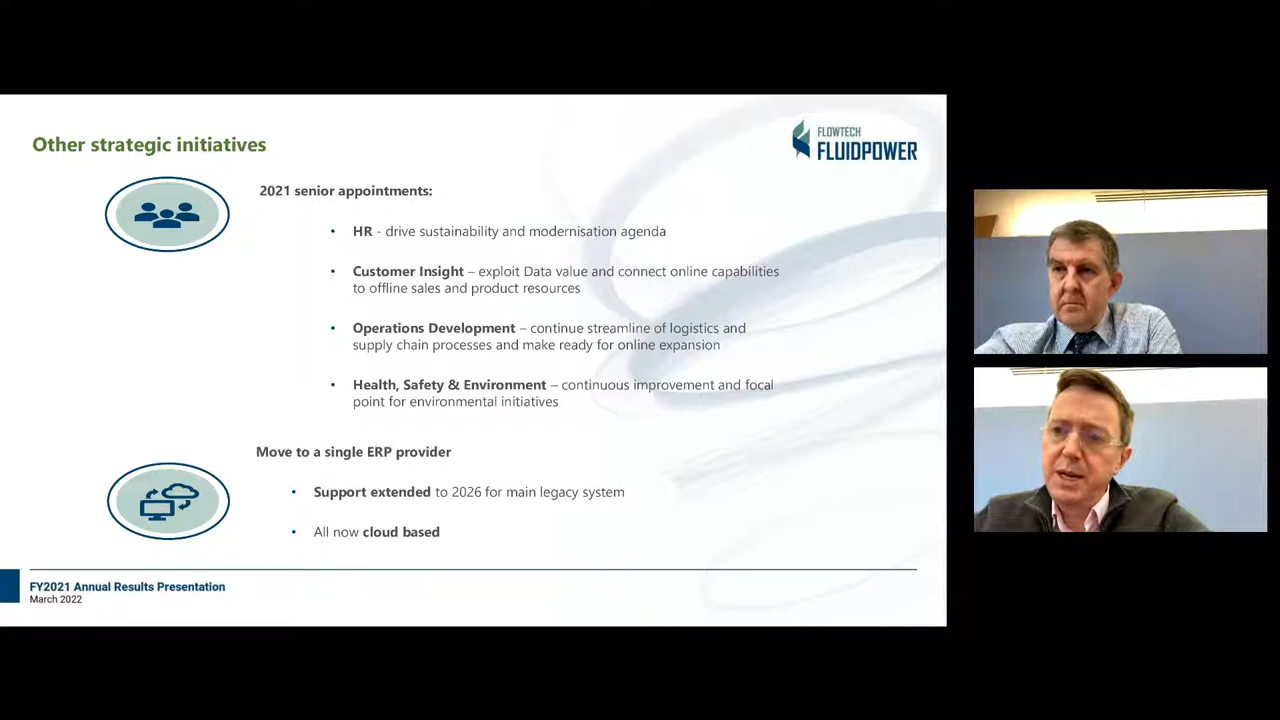 Other strategic initiatives
FLOWTECH
FLUIDPOWER
2021 senior appointments:
• HR - drive sustainability and modernisation agenda
• Customer Insight – exploit Data value and connect online capabilities
to offline sales and product resources
• Operations Development – continue streamline of logistics and
supply chain processes and make ready for online expansion
• Health, Safety & Environment – continuous improvement and focal
point for environmental initiatives
Move to a single ERP provider
• Support extended to 2026 for main legacy system
• All now cloud based
FY2021 Annual Results Presentation
March 2022